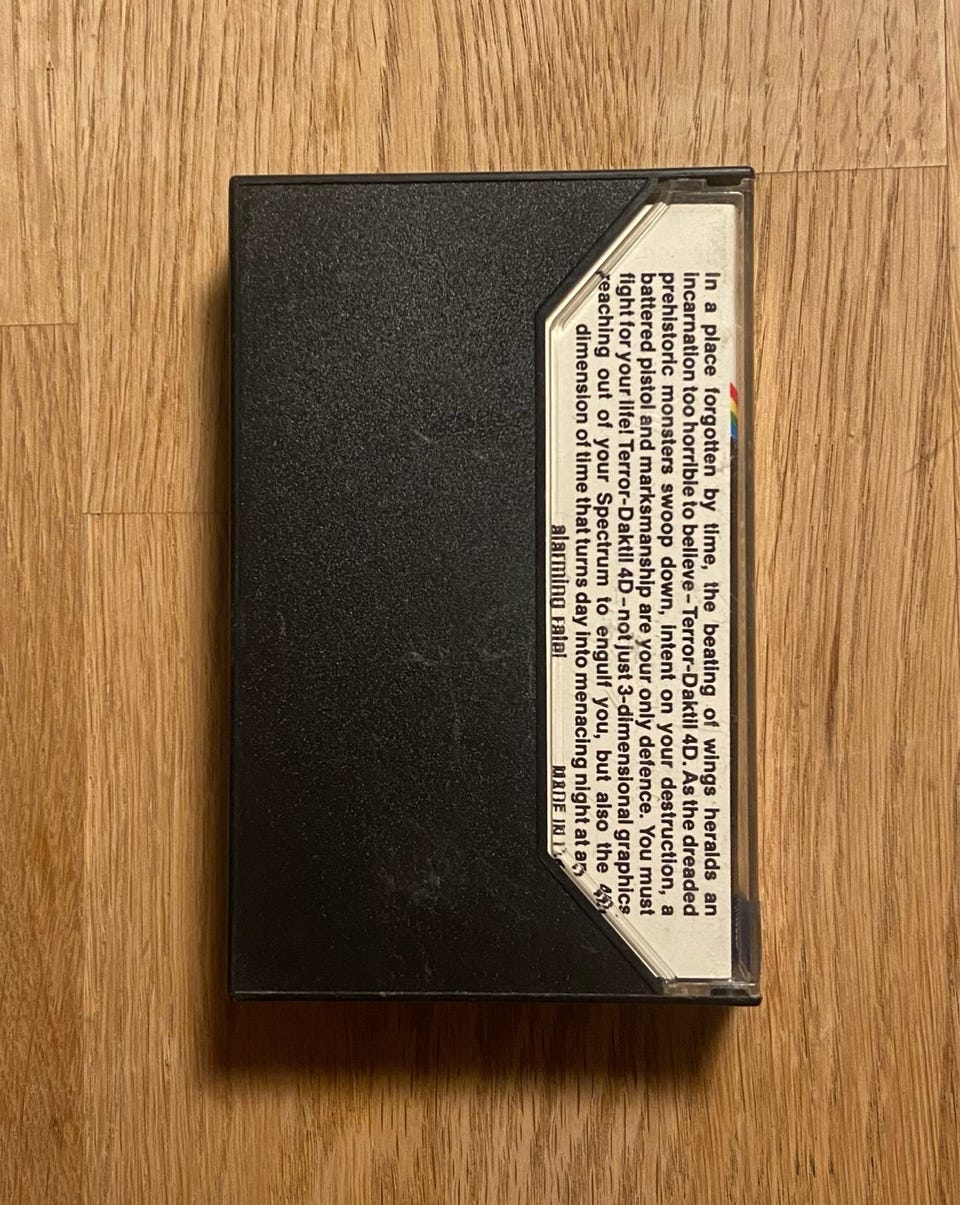 In a place forgotten by time, the beating of wings heralds an
incarnation too horrible to believe – Terror-Daktil 4D. As the dreaded
prehistoric monsters swoop down, intent on your destruction, a
battered pistol and marksmanship are your only defence. You must
fight for your life! Terror-Daktil 4D – not just 3-dimensional graphics
reaching out of your Spectrum to engulf you, but also the
dimension of time that turns day into menacing night at an
alarming rate!
MADE IN